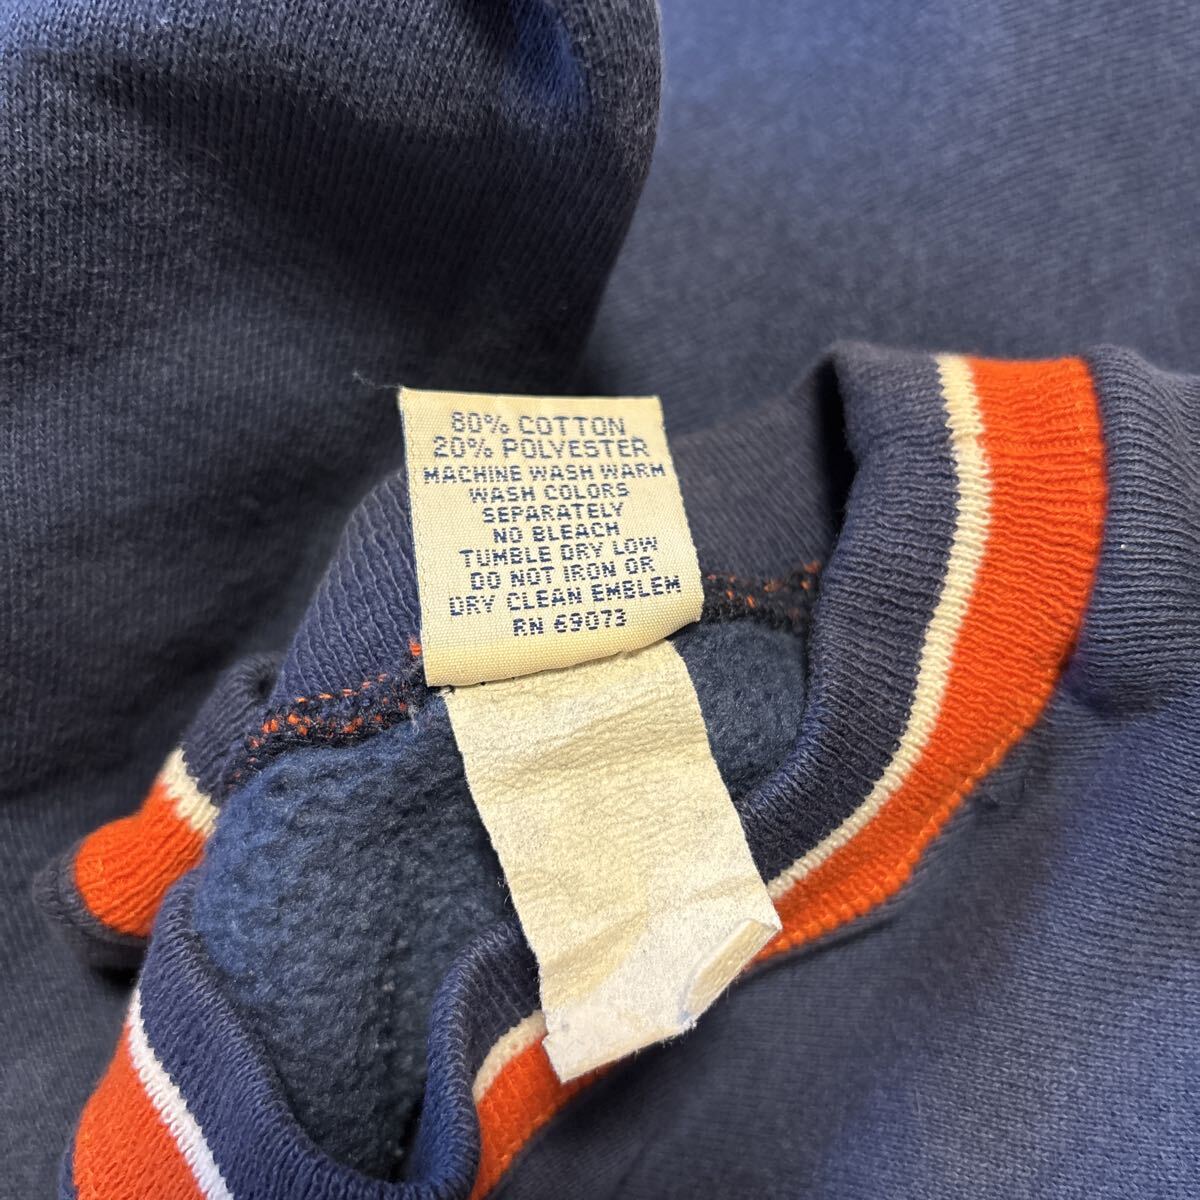 80% COTTON
20% POLYESTER
MACHINE WASH WARM
WASH COLORS
SEPARATELY
NO BLEACH
TUMBLE DRY LOW
DO NOT IRON OR
DRY CLEAN EMBLEM
RN 69073